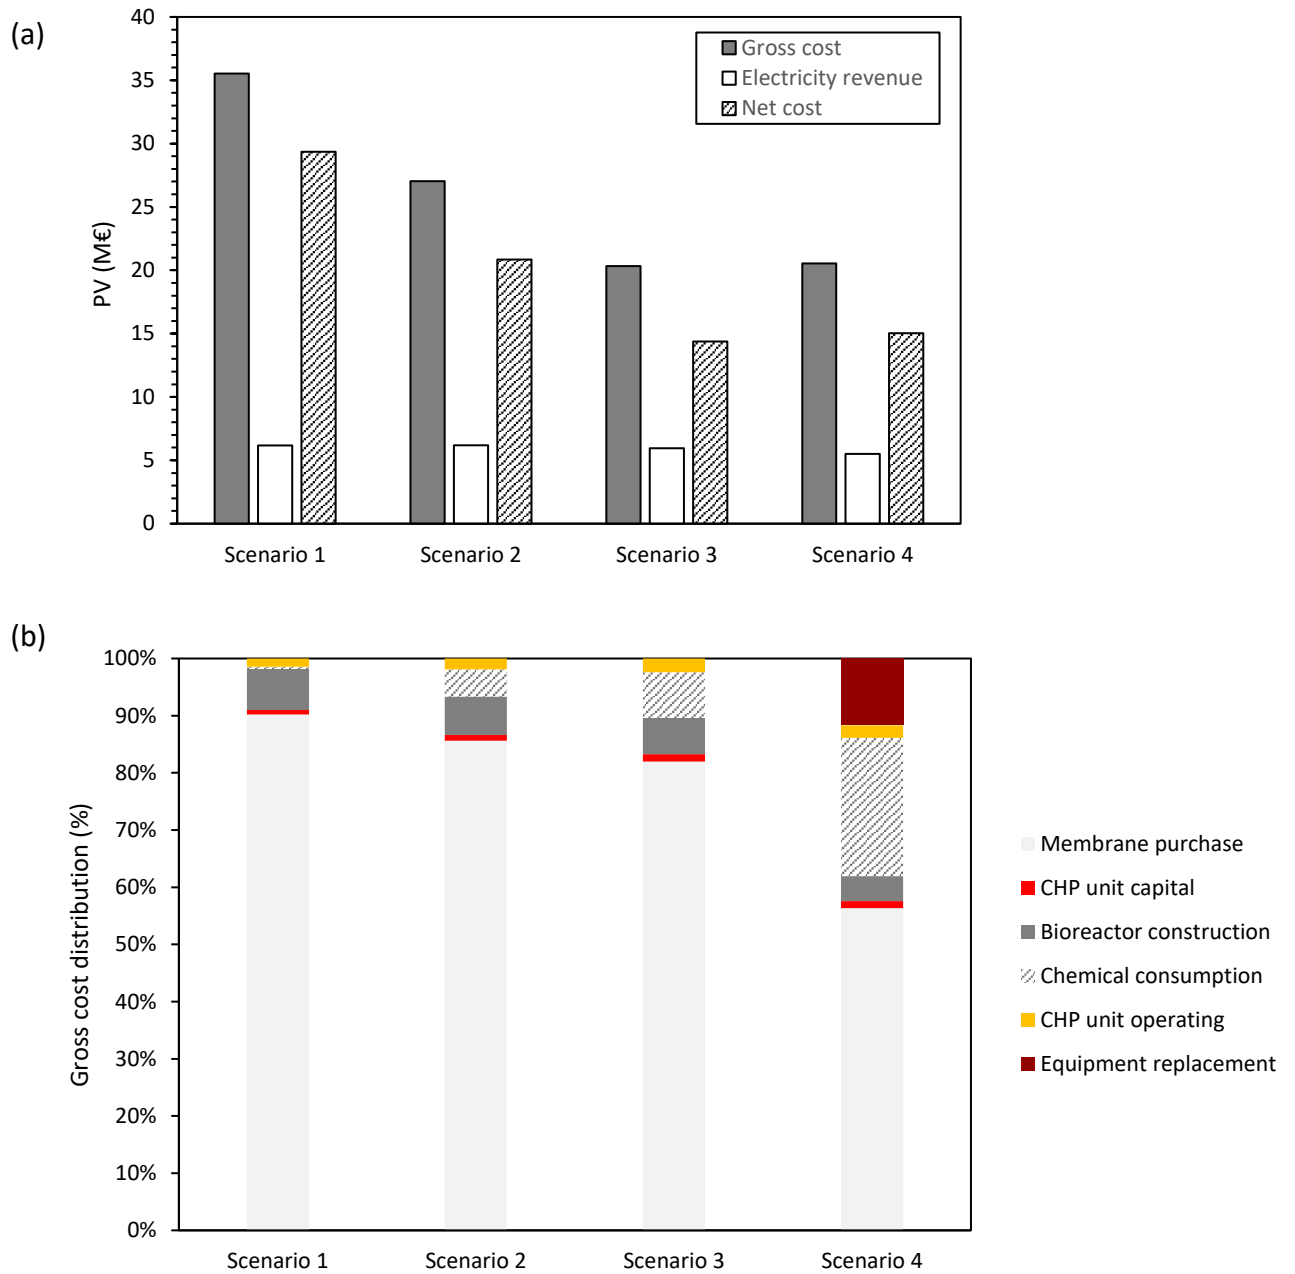 (a)
40
35
30
25
20
15
10
5
0
PV (M€)
Gross cost
Electricity revenue
Net cost
Scenario 1
Scenario 2
Scenario 3
Scenario 4
(b)
100%
90%
80%
70%
60%
50%
40%
30%
20%
10%
0%
Gross cost distribution (%)
Scenario 1
Scenario 2
Scenario 3
Scenario 4
Membrane purchase
CHP unit capital
Bioreactor construction
Chemical consumption
CHP unit operating
Equipment replacement